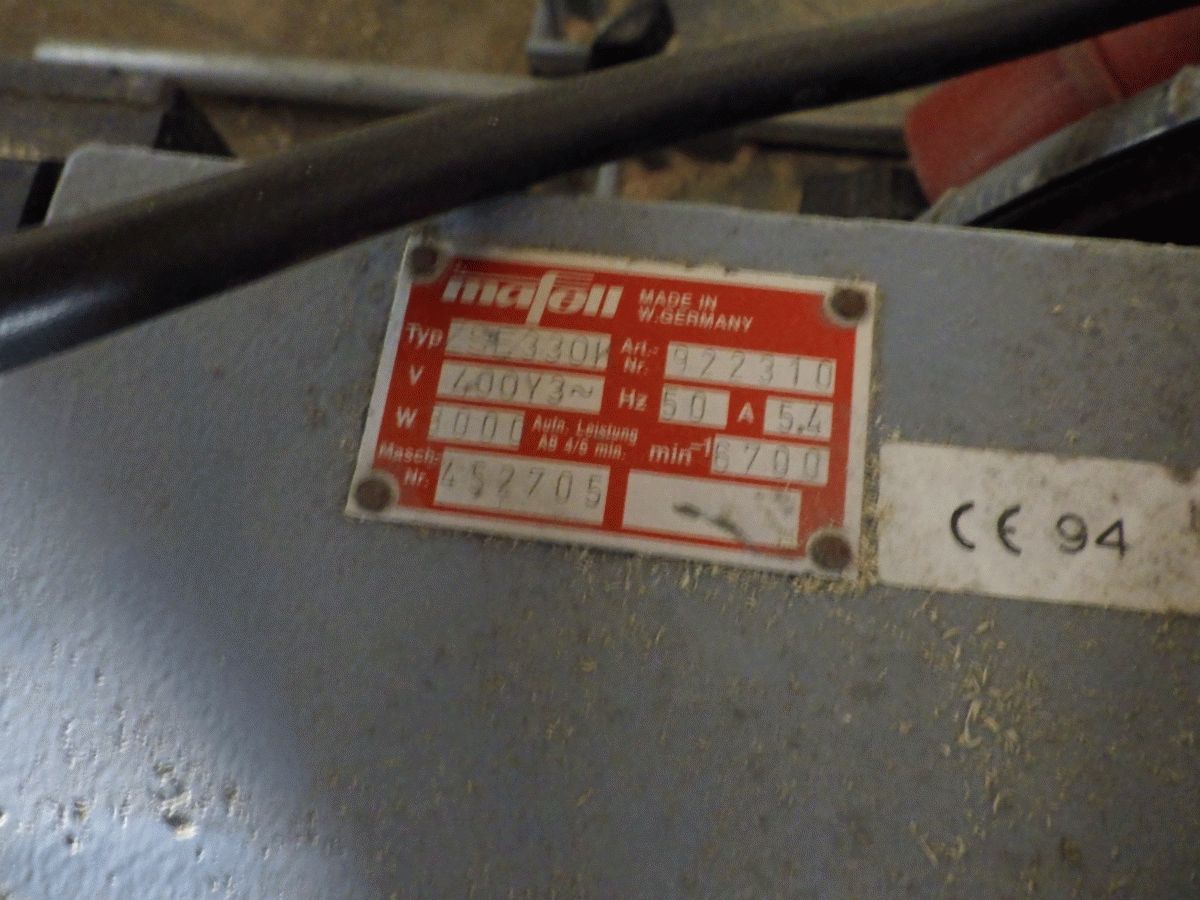 mafell MADE IN
W.GERMANY
Typ ZSE330K Art.-Nr. 922310
V 400Y3~ Hz 50 A 5,4
W Aufn. Leistung
AB 4/6 min. min⁻¹ 6700
Masch.-Nr. 452705
CE 94